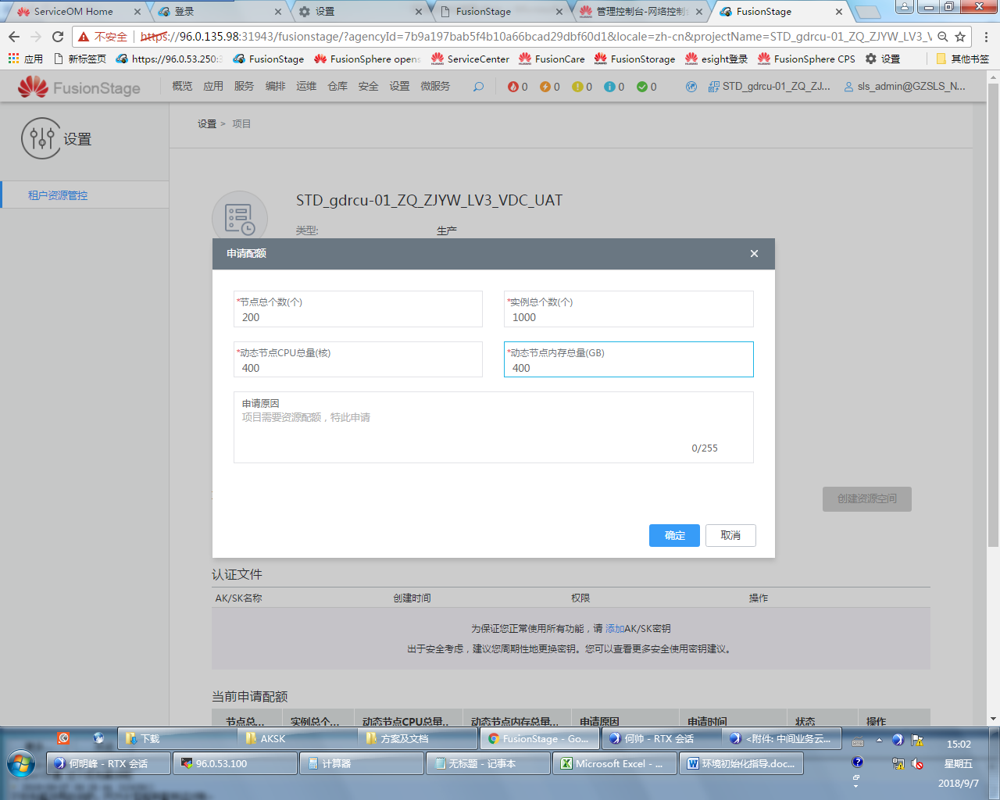 ServiceOM Home
登录
设置
FusionStage
管理控制台-网络控制
FusionStage
不安全 https://96.0.135.98:31943/fusionstage/?agencyId=7b9a197bab5f4b10a66bcad29dbf60d1&locale=zh-cn&projectName=STD_gdrcu-01_ZQ_ZJYW_LV3_V
应用 新标签页 https://96.0.53.250: FusionStage FusionSphere opens ServiceCenter FusionCare FusionStorage esight登录 FusionSphere CPS 设置 其他书签
HUAWEI FusionStage 概览 应用 服务 编排 运维 仓库 安全 设置 微服务 0 0 0 0 0 STD_gdrcu-01_ZQ_ZJ... sls_admin@GZSLS_N...
设置
租户资源管控
设置 > 项目
STD_gdrcu-01_ZQ_ZJYW_LV3_VDC_UAT
类型: 生产
申请配额
*节点总个数(个)
200
*实例总个数(个)
1000
*动态节点CPU总量(核)
400
*动态节点内存总量(GB)
400
申请原因
项目需要资源配额，特此申请
0/255
创建资源空间
确定 取消
认证文件
AK/SK名称 创建时间 权限 操作
为保证您正常使用所有功能，请 添加AK/SK密钥
出于安全考虑，建议您周期性地更换密钥。您可以查看更多安全使用密钥建议。
当前申请配额
节点总... 实例总个... 动态节点CPU总量... 动态节点内存总量... 申请原因 申请时间 状态 操作
下载 AKSK 方案及文档 FusionStage - Go... 何帅 - RTX 会话 <附件: 中间业务云...
何明峰 - RTX 会话 96.0.53.100 计算器 无标题 - 记事本 Microsoft Excel - ... 环境初始化指导.doc...
15:02
星期五
2018/9/7